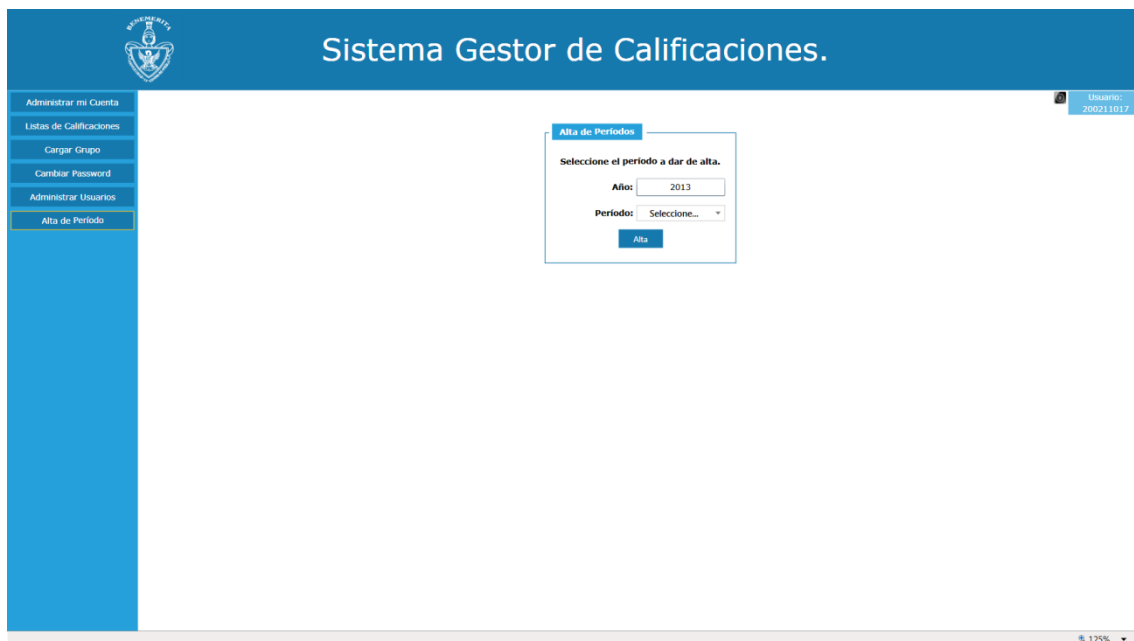 BENEMERITA
Sistema Gestor de Calificaciones.
Administrar mi Cuenta
Listas de Calificaciones
Cargar Grupo
Cambiar Password
Administrar Usuarios
Alta de Período
Usuario:
200211017
Alta de Períodos
Seleccione el período a dar de alta.
Año: 2013
Período: Seleccione...
Alta
125%